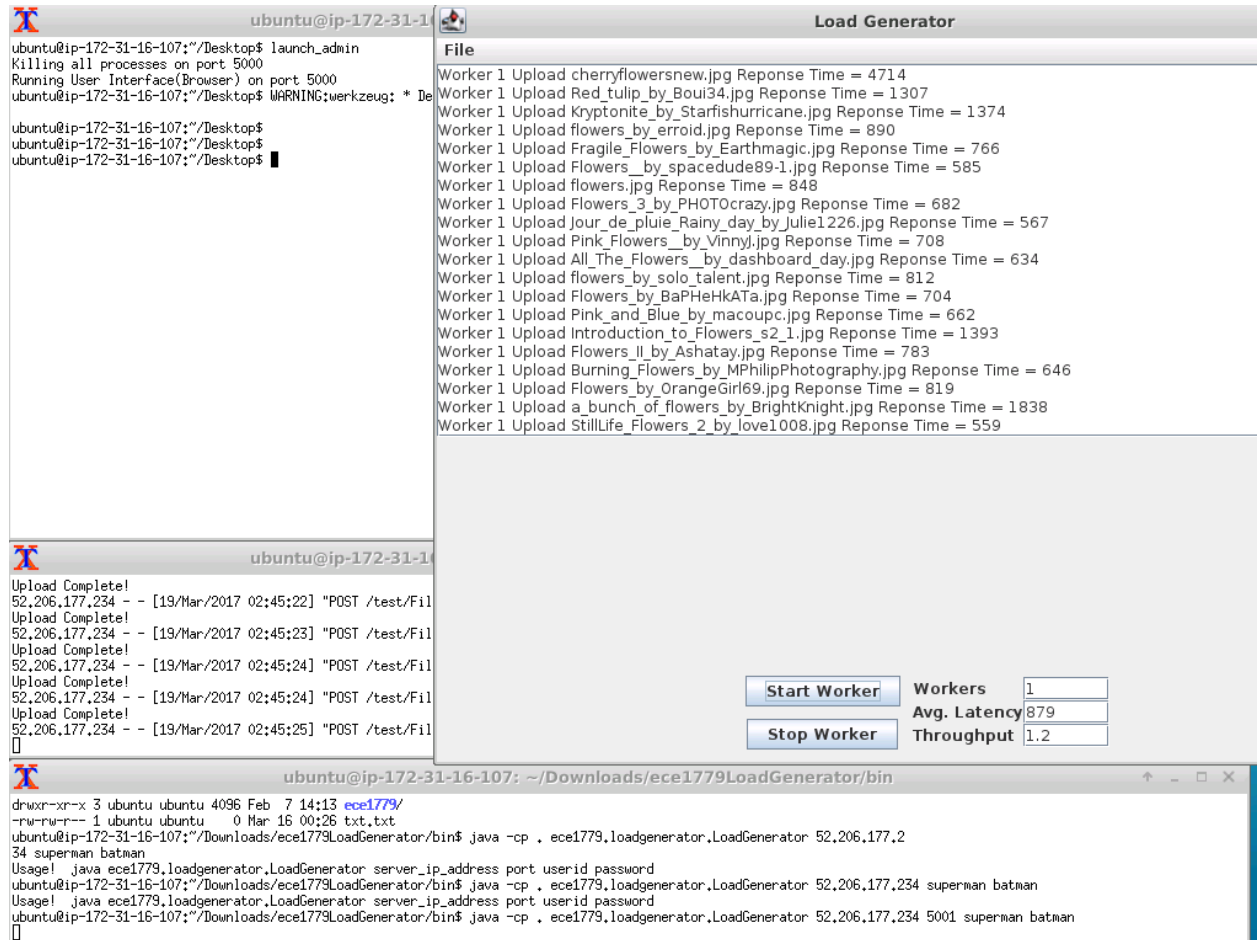 ubuntu@ip-172-31-1
ubuntu@ip-172-31-16-107:~/Desktop$ launch_admin
Killing all processes on port 5000
Running User Interface(Browser) on port 5000
ubuntu@ip-172-31-16-107:~/Desktop$ WARNING:werkzeug: * De
ubuntu@ip-172-31-16-107:~/Desktop$
ubuntu@ip-172-31-16-107:~/Desktop$
ubuntu@ip-172-31-16-107:~/Desktop$
Load Generator
File
Worker 1 Upload cherryflowersnew.jpg Reponse Time = 4714
Worker 1 Upload Red_tulip_by_Boui34.jpg Reponse Time = 1307
Worker 1 Upload Kryptonite_by_Starfishurricane.jpg Reponse Time = 1374
Worker 1 Upload flowers_by_erroid.jpg Reponse Time = 890
Worker 1 Upload Fragile_Flowers_by_Earthmagic.jpg Reponse Time = 766
Worker 1 Upload Flowers__by_spacedude89-1.jpg Reponse Time = 585
Worker 1 Upload flowers.jpg Reponse Time = 848
Worker 1 Upload Flowers_3_by_PHOTOcrazy.jpg Reponse Time = 682
Worker 1 Upload Jour_de_pluie_Rainy_day_by_Julie1226.jpg Reponse Time = 567
Worker 1 Upload Pink_Flowers__by_VinnyJ.jpg Reponse Time = 708
Worker 1 Upload All_The_Flowers__by_dashboard_day.jpg Reponse Time = 634
Worker 1 Upload flowers_by_solo_talent.jpg Reponse Time = 812
Worker 1 Upload Flowers_by_BaPHeHkATa.jpg Reponse Time = 704
Worker 1 Upload Pink_and_Blue_by_macoupc.jpg Reponse Time = 662
Worker 1 Upload Introduction_to_Flowers_s2_1.jpg Reponse Time = 1393
Worker 1 Upload Flowers_II_by_Ashatay.jpg Reponse Time = 783
Worker 1 Upload Burning_Flowers_by_MPhilipPhotography.jpg Reponse Time = 646
Worker 1 Upload Flowers_by_OrangeGirl69.jpg Reponse Time = 819
Worker 1 Upload a_bunch_of_flowers_by_BrightKnight.jpg Reponse Time = 1838
Worker 1 Upload StillLife_Flowers_2_by_love1008.jpg Reponse Time = 559
Start Worker
Stop Worker
Workers 1
Avg. Latency 879
Throughput 1.2
ubuntu@ip-172-31-1
Upload Complete!
52.206.177.234 - - [19/Mar/2017 02:45:22] "POST /test/Fil
Upload Complete!
52.206.177.234 - - [19/Mar/2017 02:45:23] "POST /test/Fil
Upload Complete!
52.206.177.234 - - [19/Mar/2017 02:45:24] "POST /test/Fil
Upload Complete!
52.206.177.234 - - [19/Mar/2017 02:45:24] "POST /test/Fil
Upload Complete!
52.206.177.234 - - [19/Mar/2017 02:45:25] "POST /test/Fil
ubuntu@ip-172-31-16-107: ~/Downloads/ece1779LoadGenerator/bin
drwxr-xr-x 3 ubuntu ubuntu 4096 Feb  7 14:13 ece1779/
-rw-rw-r-- 1 ubuntu ubuntu    0 Mar 16 00:26 txt.txt
ubuntu@ip-172-31-16-107:~/Downloads/ece1779LoadGenerator/bin$ java -cp . ece1779.loadgenerator.LoadGenerator 52.206.177.2
34 superman batman
Usage!  java ece1779.loadgenerator.LoadGenerator server_ip_address port userid password
ubuntu@ip-172-31-16-107:~/Downloads/ece1779LoadGenerator/bin$ java -cp . ece1779.loadgenerator.LoadGenerator 52.206.177.234 superman batman
Usage!  java ece1779.loadgenerator.LoadGenerator server_ip_address port userid password
ubuntu@ip-172-31-16-107:~/Downloads/ece1779LoadGenerator/bin$ java -cp . ece1779.loadgenerator.LoadGenerator 52.206.177.234 5001 superman batman